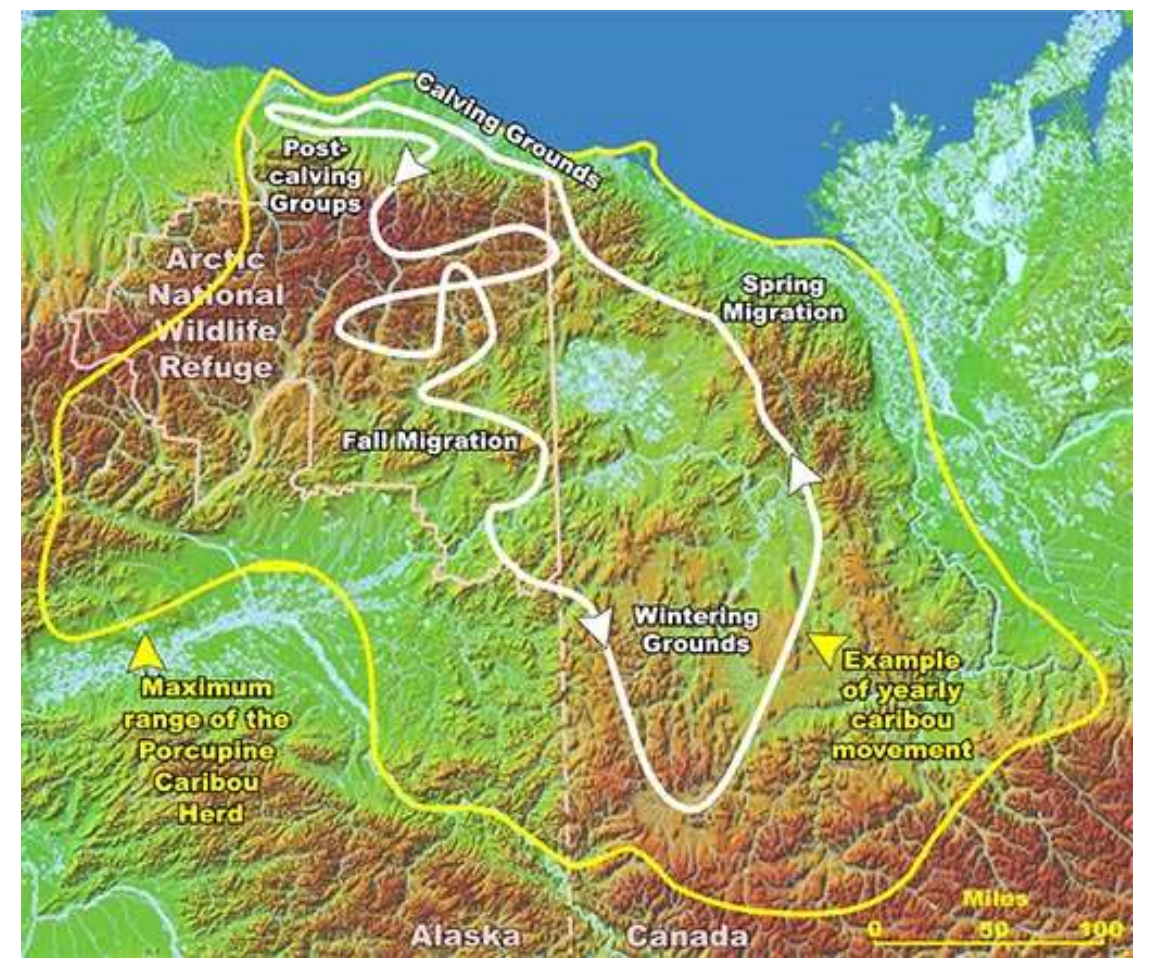 Calving Grounds
Post-
calving
Groups
Arctic
National
Wildlife
Refuge
Spring
Migration
Fall Migration
Wintering
Grounds
Example
of yearly
caribou
movement
Maximum
range of the
Porcupine
Caribou
Herd
Miles
0 50 100
Alaska Canada